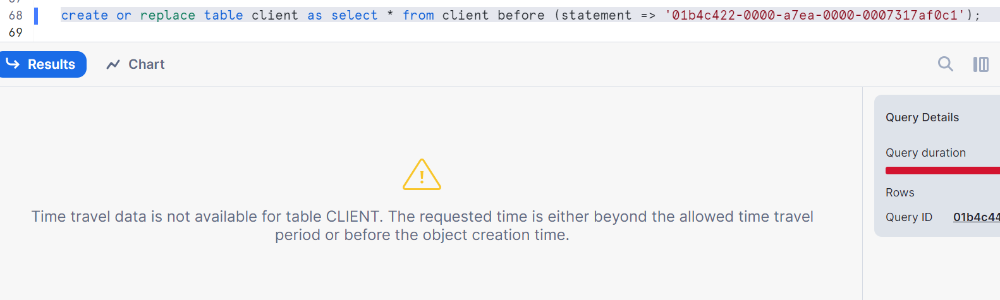 68 create or replace table client as select * from client before (statement => '01b4c422-0000-a7ea-0000-0007317af0c1');
69
Results
Chart
Time travel data is not available for table CLIENT. The requested time is either beyond the allowed time travel
period or before the object creation time.
Query Details
Query duration
Rows
Query ID 01b4c44